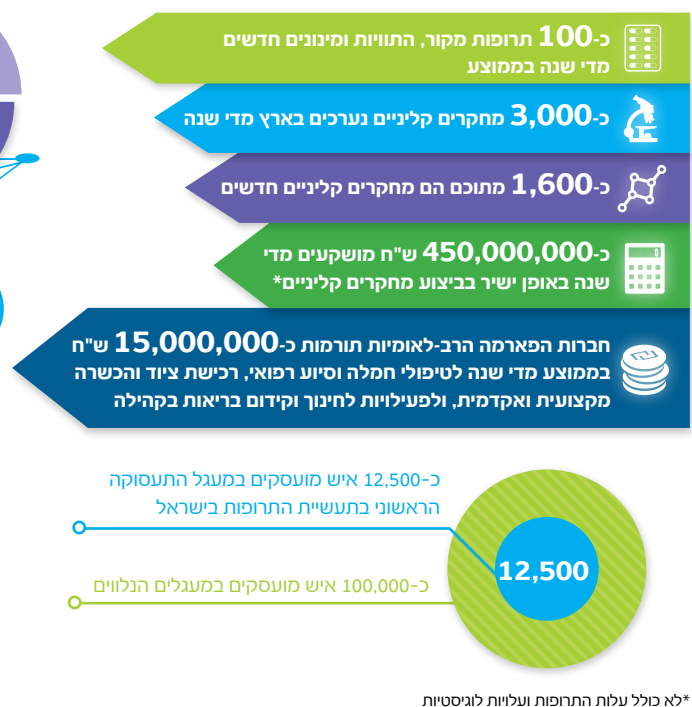 כ-100 תרופות מקור, התוויות ומינונים חדשים
מדי שנה בממוצע
כ-3,000 מחקרים קליניים נערכים בארץ מדי שנה
כ-1,600 מתוכם הם מחקרים קליניים חדשים
כ-450,000,000 ש"ח מושקעים מדי
שנה באופן ישיר בביצוע מחקרים קליניים*
חברות הפארמה הרב-לאומיות תורמות כ-15,000,000 ש"ח
בממוצע מדי שנה לטיפולי חמלה וסיוע רפואי, רכישת ציוד והכשרה
מקצועית ואקדמית, ולפעילויות לחינוך וקידום בריאות בקהילה
כ-12,500 איש מועסקים במעגל התעסוקה
הראשוני בתעשיית התרופות בישראל
12,500
כ-100,000 איש מועסקים במעגלים הנלווים
*לא כולל עלות התרופות ועלויות לוגיסטיות